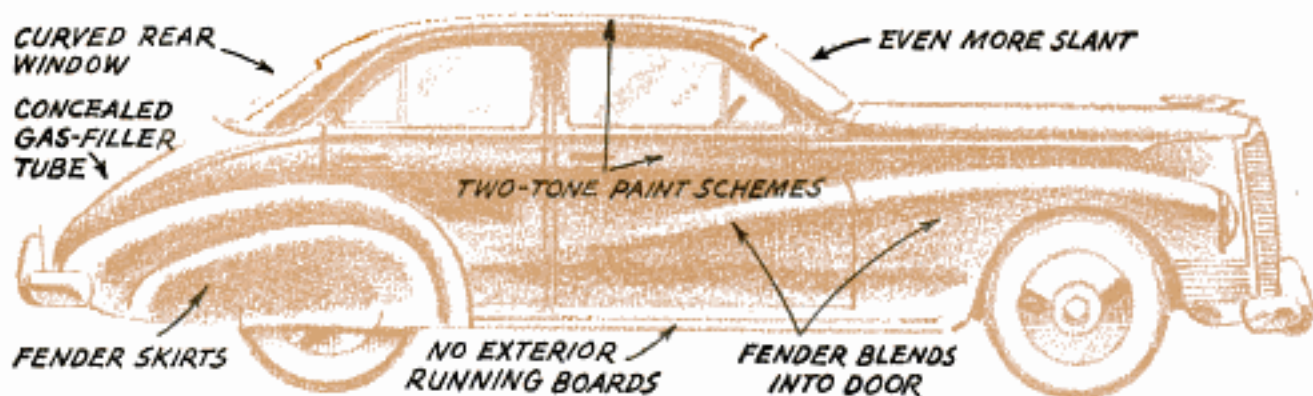 CURVED REAR
WINDOW
EVEN MORE SLANT
CONCEALED
GAS-FILLER
TUBE
TWO-TONE PAINT SCHEMES
FENDER SKIRTS
NO EXTERIOR
RUNNING BOARDS
FENDER BLENDS
INTO DOOR